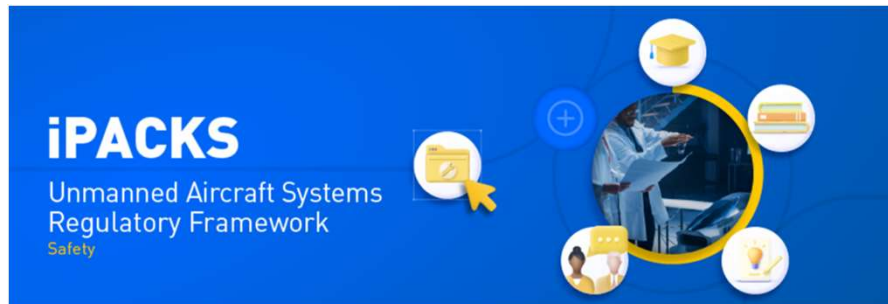 iPACKS
Unmanned Aircraft Systems
Regulatory Framework
Safety